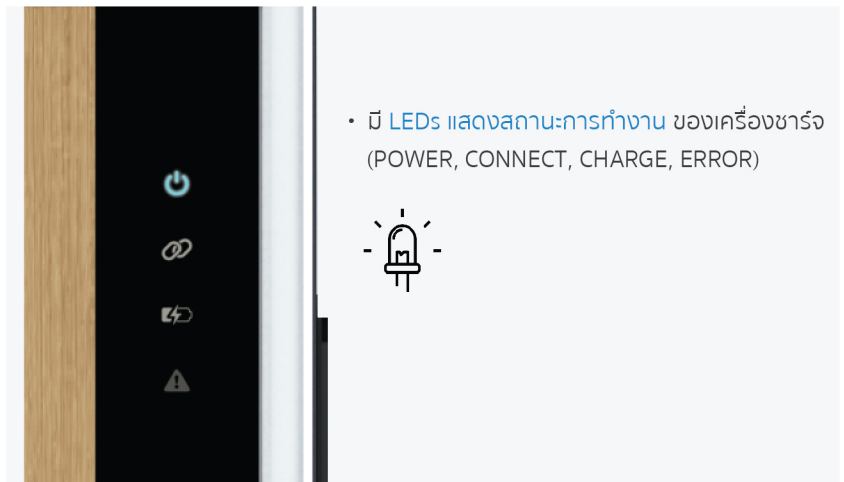 • มี LEDs แสดงสถานะการทำงาน ของเครื่องชาร์จ
(POWER, CONNECT, CHARGE, ERROR)